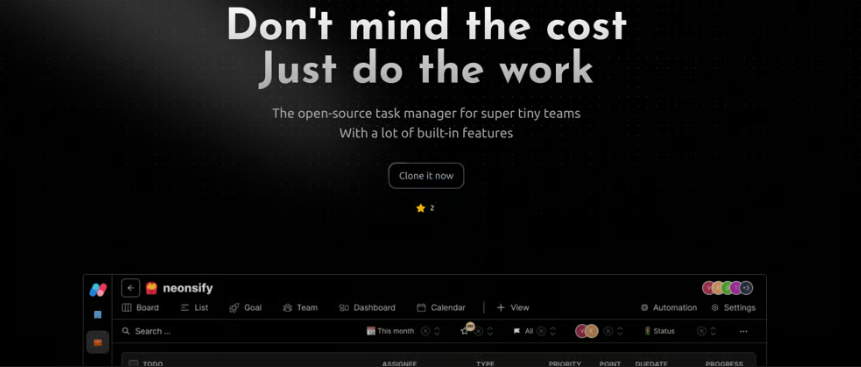 Don't mind the cost
Just do the work
The open-source task manager for super tiny teams
With a lot of built-in features
Clone it now
2
neonsify
+3
Board List Goal Team Dashboard Calendar + View Automation Settings
Search ... This month All Status ...
TODO ASSIGNEE TYPE PRIORITY POINT DUEDATE PROGRESS